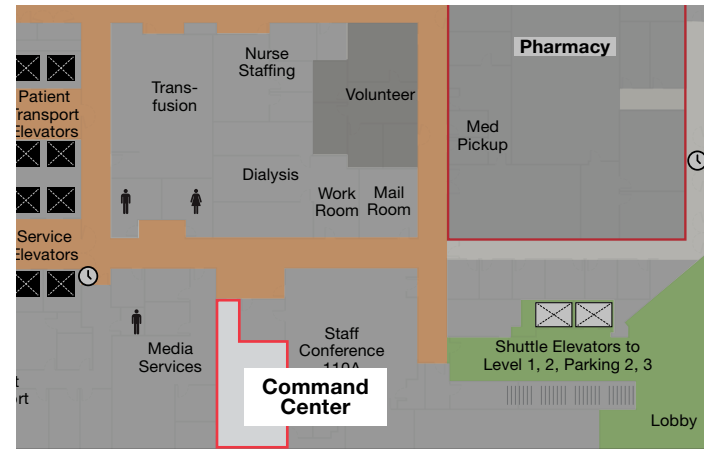 Nurse
Staffing
Pharmacy
Trans-
fusion
Volunteer
Patient
Transport
Elevators
Med
Pickup
Dialysis
Work
Room
Mail
Room
Service
Elevators
Media
Services
Staff
Conference
Command
Center
Shuttle Elevators to
Level 1, 2, Parking 2, 3
Lobby